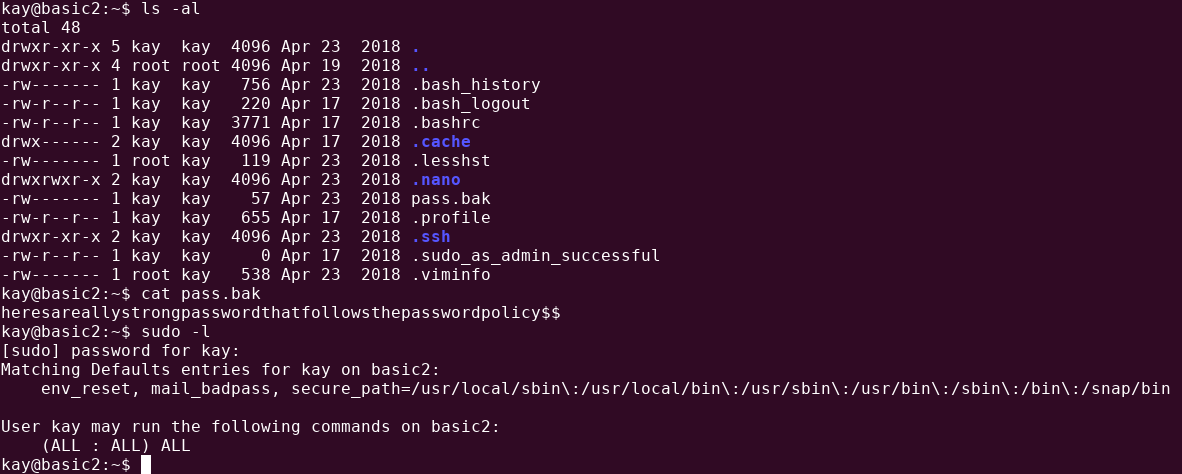 kay@basic2:~$ ls -al
total 48
drwxr-xr-x 5 kay  kay  4096 Apr 23  2018 .
drwxr-xr-x 4 root root 4096 Apr 19  2018 ..
-rw------- 1 kay  kay   756 Apr 23  2018 .bash_history
-rw-r--r-- 1 kay  kay   220 Apr 17  2018 .bash_logout
-rw-r--r-- 1 kay  kay  3771 Apr 17  2018 .bashrc
drwx------ 2 kay  kay  4096 Apr 17  2018 .cache
-rw------- 1 root kay   119 Apr 23  2018 .lesshst
drwxrwxr-x 2 kay  kay  4096 Apr 23  2018 .nano
-rw------- 1 kay  kay    57 Apr 23  2018 pass.bak
-rw-r--r-- 1 kay  kay   655 Apr 17  2018 .profile
drwxr-xr-x 2 kay  kay  4096 Apr 23  2018 .ssh
-rw-r--r-- 1 kay  kay     0 Apr 17  2018 .sudo_as_admin_successful
-rw------- 1 root kay   538 Apr 23  2018 .viminfo
kay@basic2:~$ cat pass.bak
heresareallystrongpasswordthatfollowsthepasswordpolicy$$
kay@basic2:~$ sudo -l
[sudo] password for kay:
Matching Defaults entries for kay on basic2:
    env_reset, mail_badpass, secure_path=/usr/local/sbin\:/usr/local/bin\:/usr/sbin\:/usr/bin\:/sbin\:/bin\:/snap/bin

User kay may run the following commands on basic2:
    (ALL : ALL) ALL
kay@basic2:~$